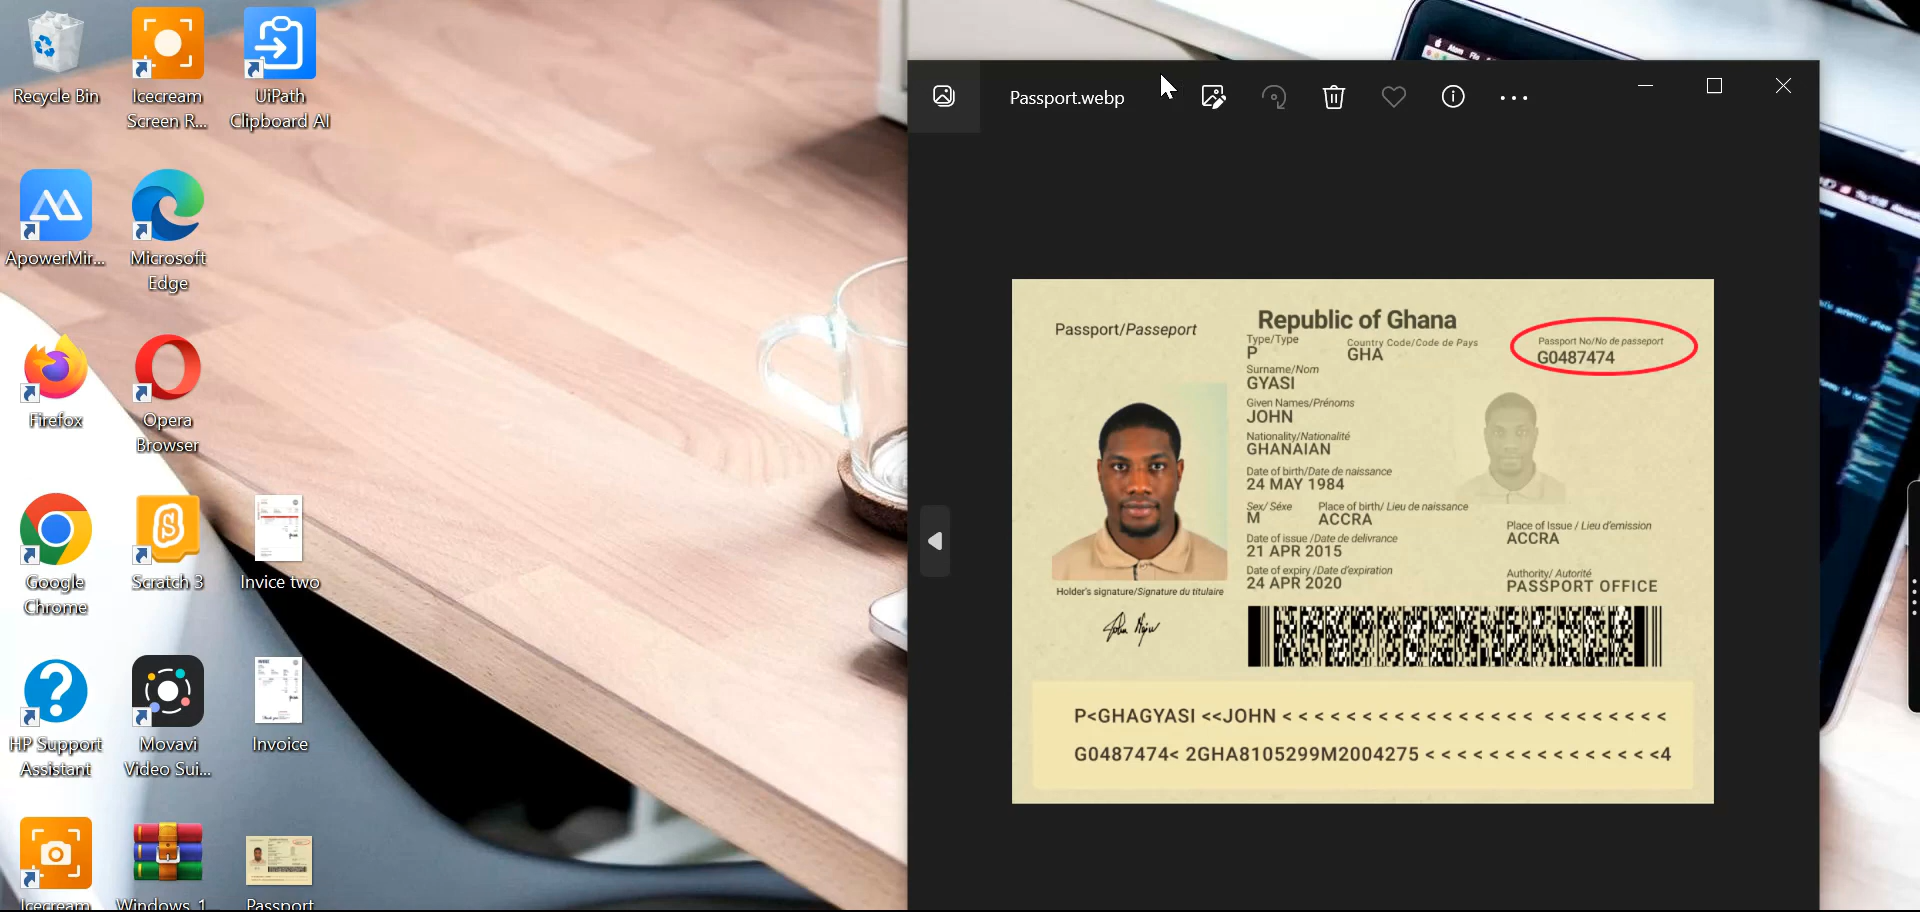 Recycle Bin
Icecream
Screen R...
UiPath
Clipboard AI
ApowerMir...
Microsoft
Edge
Firefox
Opera
Browser
Google
Chrome
Scratch 3
Invice two
HP Support
Assistant
Movavi
Video Sui...
Invoice
Icecream
Windows 1
Passport
Passport.webp
Passport/Passeport
Republic of Ghana
Type/Type
P
Country Code/Code de Pays
GHA
Passport No/No de passeport
G0487474
Surname/Nom
GYASI
Given Names/Prénoms
JOHN
Nationality/Nationalité
GHANAIAN
Date of birth/Date de naissance
24 MAY 1984
Sex/ Séxe
M
Place of birth/ Lieu de naissance
ACCRA
Date of issue /Date de delivrance
21 APR 2015
Place of Issue / Lieu d'emission
ACCRA
Date of expiry /Date d'expiration
24 APR 2020
Authority/ Autorité
PASSPORT OFFICE
Holder's signature/Signature du titulaire
P<GHAGYASI <<JOHN < < < < < < < < < < < < < < < < < < < < < < < <
G0487474< 2GHA8105299M2004275 < < < < < < < < < < < < < < <4